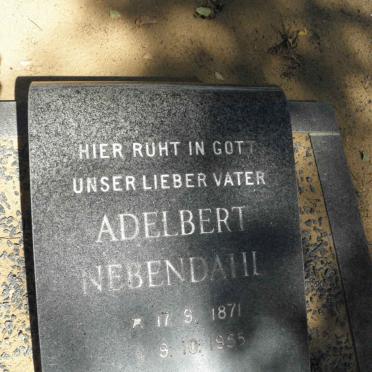 HIER RUHT IN GOTT
UNSER LIEBER VATER
ADELBERT
NEBENDAHL
* 17. 9. 1871
9. 10. 1955